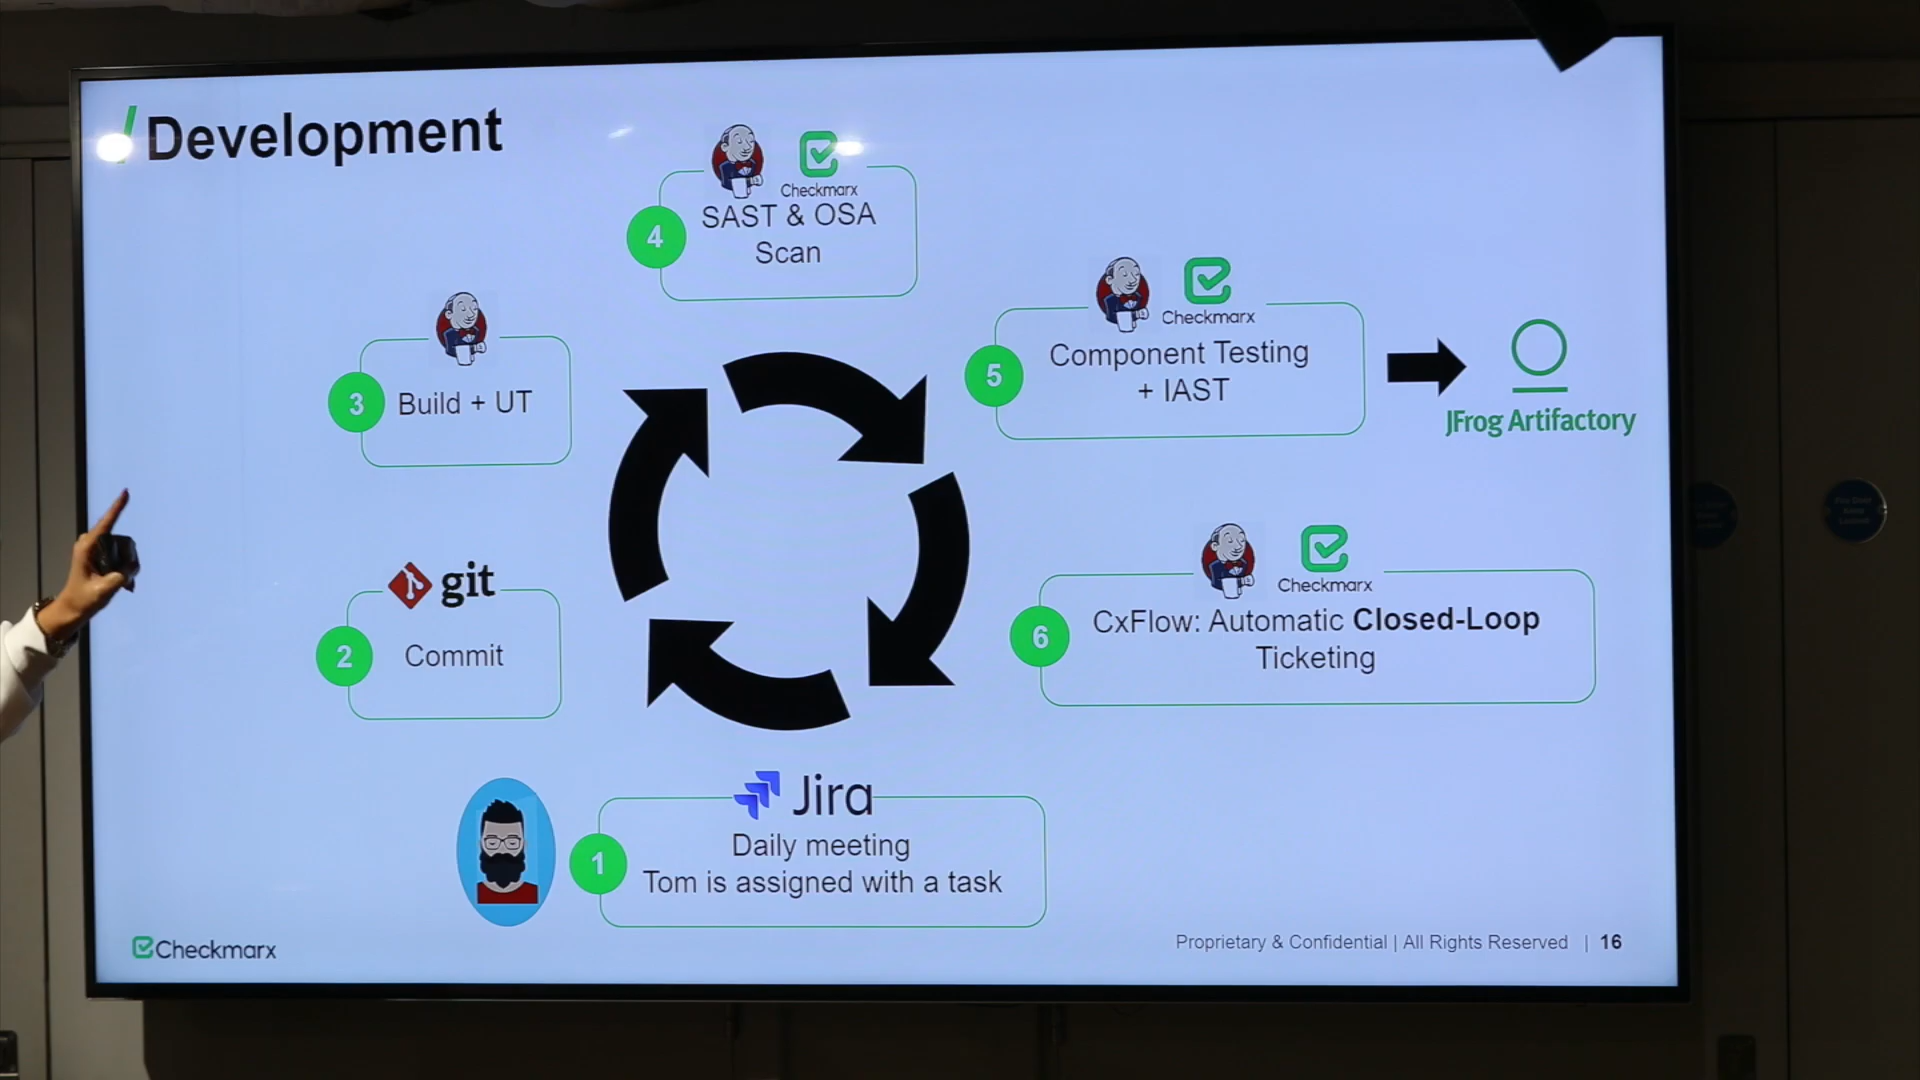 Development
Checkmarx
4
SAST & OSA
Scan
3
Build + UT
Checkmarx
5
Component Testing
+ IAST
JFrog Artifactory
git
2
Commit
Checkmarx
6
CxFlow: Automatic Closed-Loop
Ticketing
Jira
1
Daily meeting
Tom is assigned with a task
Checkmarx
Proprietary & Confidential | All Rights Reserved | 16